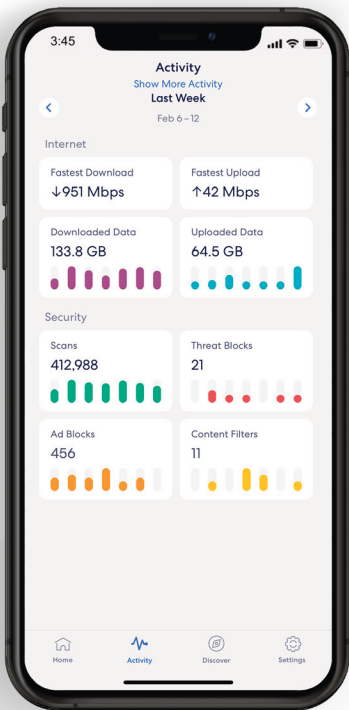 3:45
Activity
Show More Activity
Last Week
Feb 6 – 12
Internet
Fastest Download
↓951 Mbps
Fastest Upload
↑42 Mbps
Downloaded Data
133.8 GB
Uploaded Data
64.5 GB
Security
Scans
412,988
Threat Blocks
21
Ad Blocks
456
Content Filters
11
Home
Activity
Discover
Settings